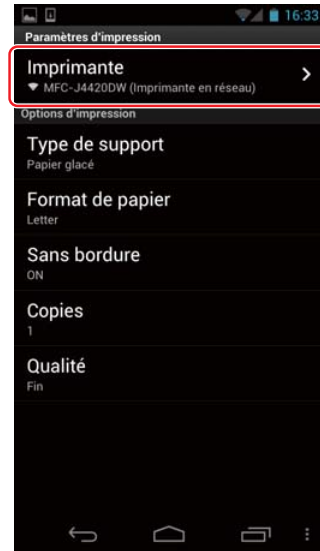 16:33
Paramètres d'impression
Imprimante
MFC-J4420DW (Imprimante en réseau)
Options d'impression
Type de support
Papier glacé
Format de papier
Letter
Sans bordure
ON
Copies
1
Qualité
Fin